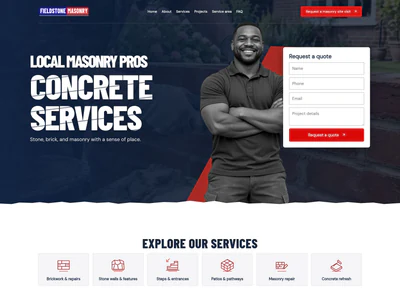 FIELDSTONE MASONRY
Home About Services Projects Service area FAQ
Request a masonry site visit
LOCAL MASONRY PROS
CONCRETE
SERVICES
Stone, brick, and masonry with a sense of place.
Request a quote
Name
Phone
Email
Project details
Request a quote
EXPLORE OUR SERVICES
Brickwork & repairs
Stone walls & features
Steps & entrances
Patios & pathways
Masonry repair
Concrete refresh